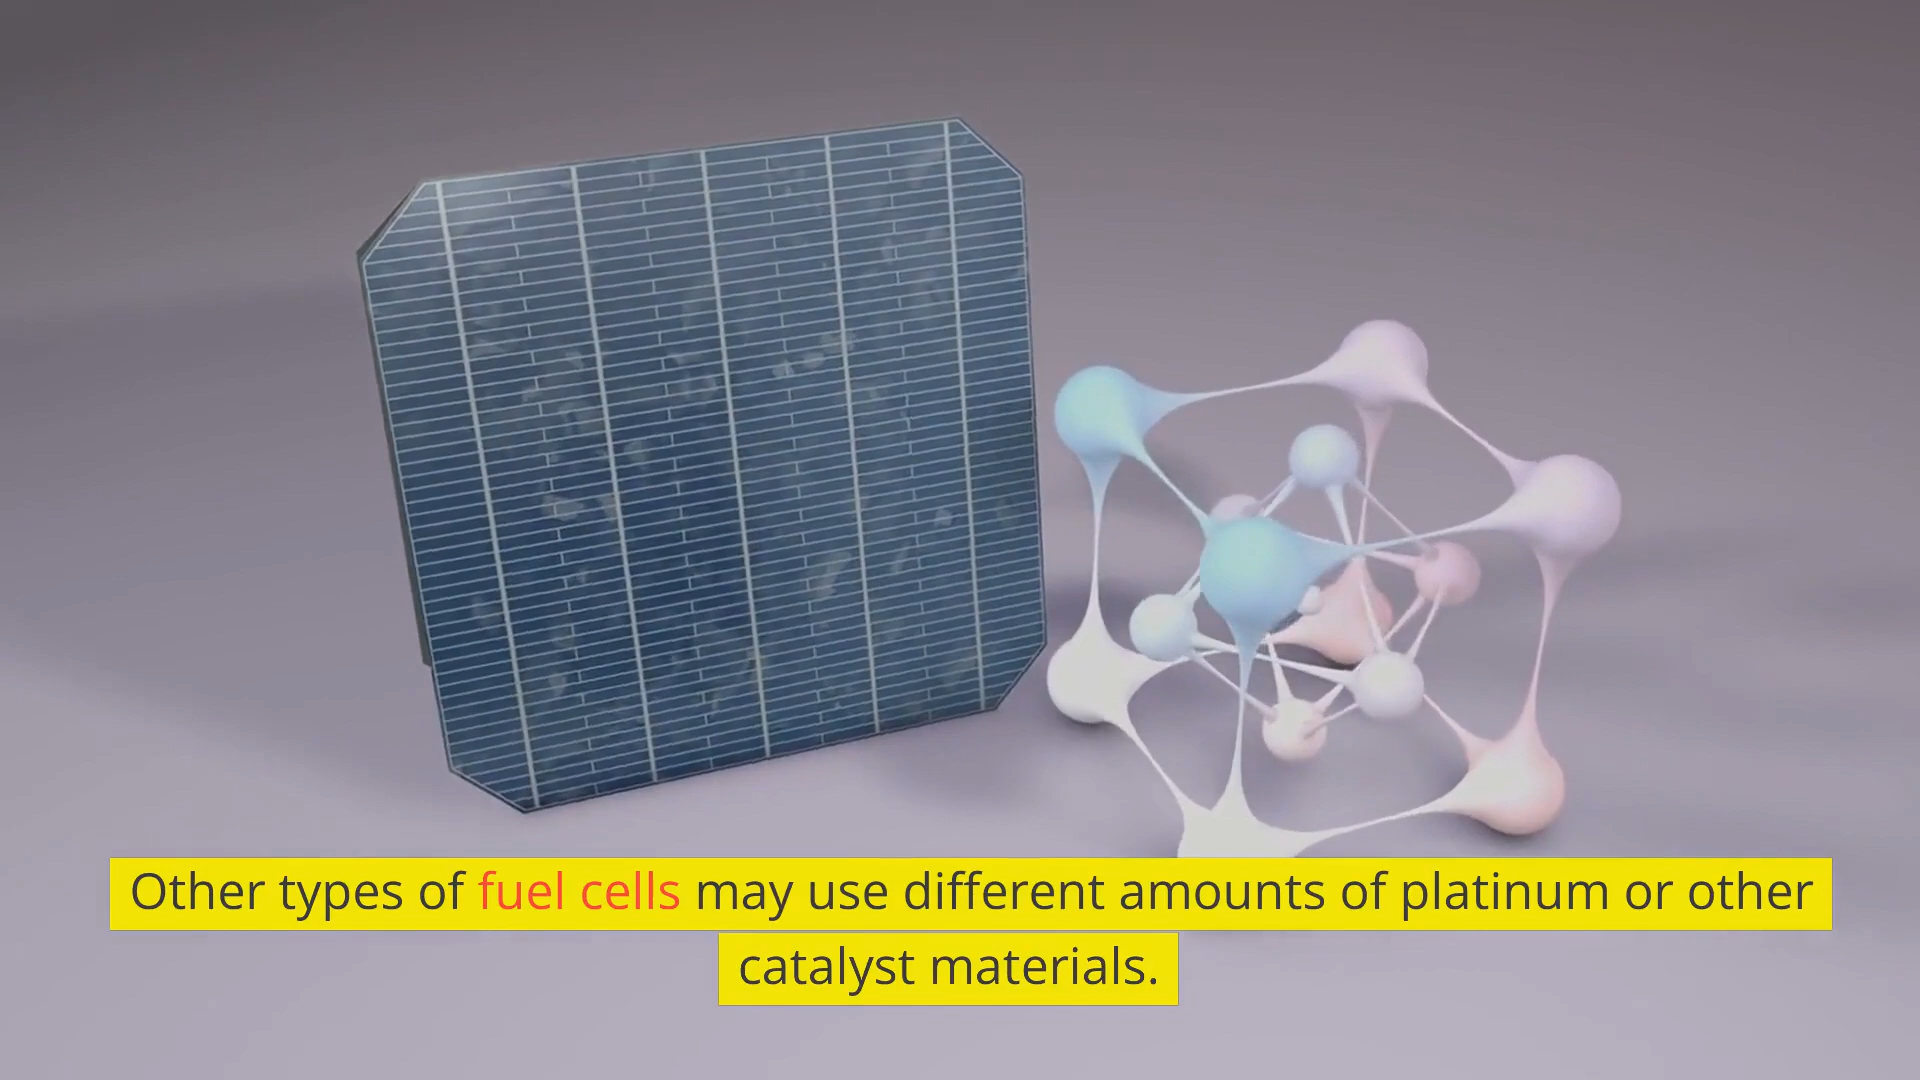 Other types of fuel cells may use different amounts of platinum or other
catalyst materials.